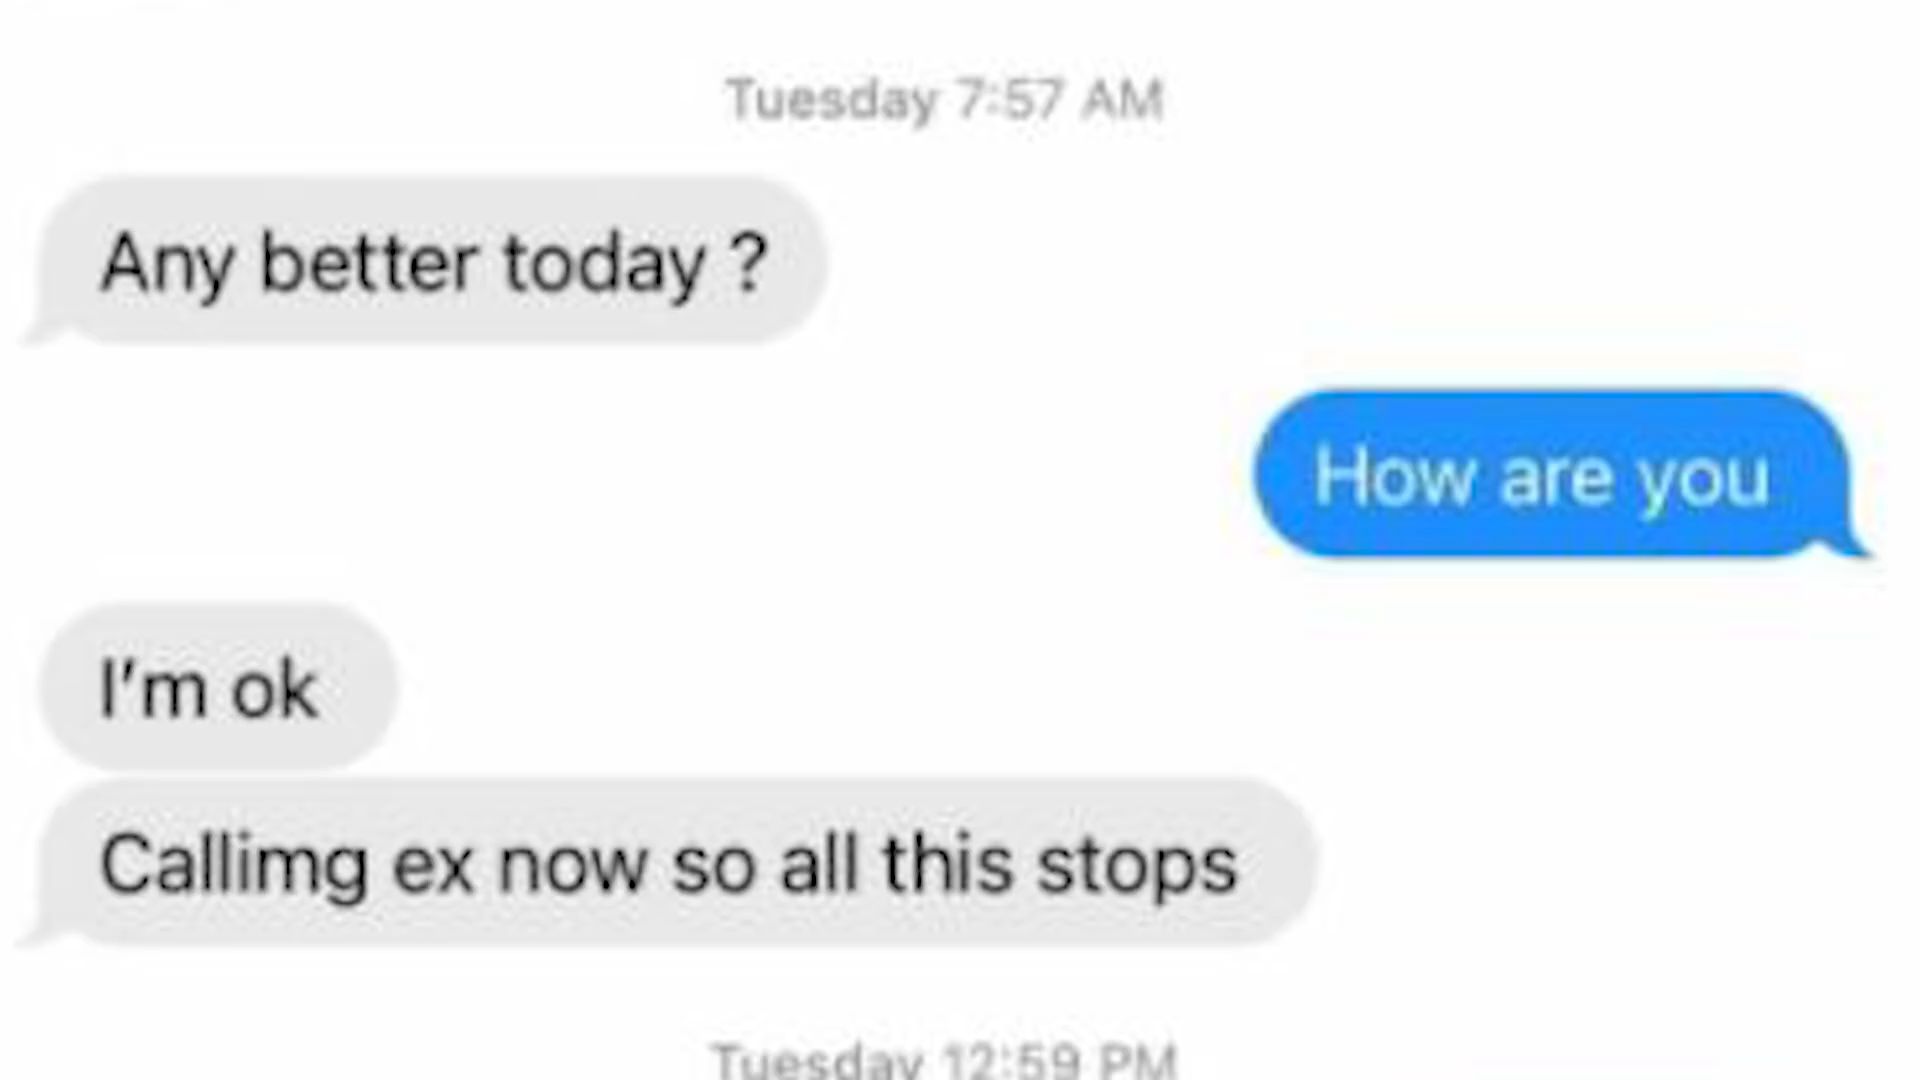 Tuesday 7:57 AM
Any better today ?
How are you
I'm ok
Callimg ex now so all this stops
Tuesday 12:59 PM